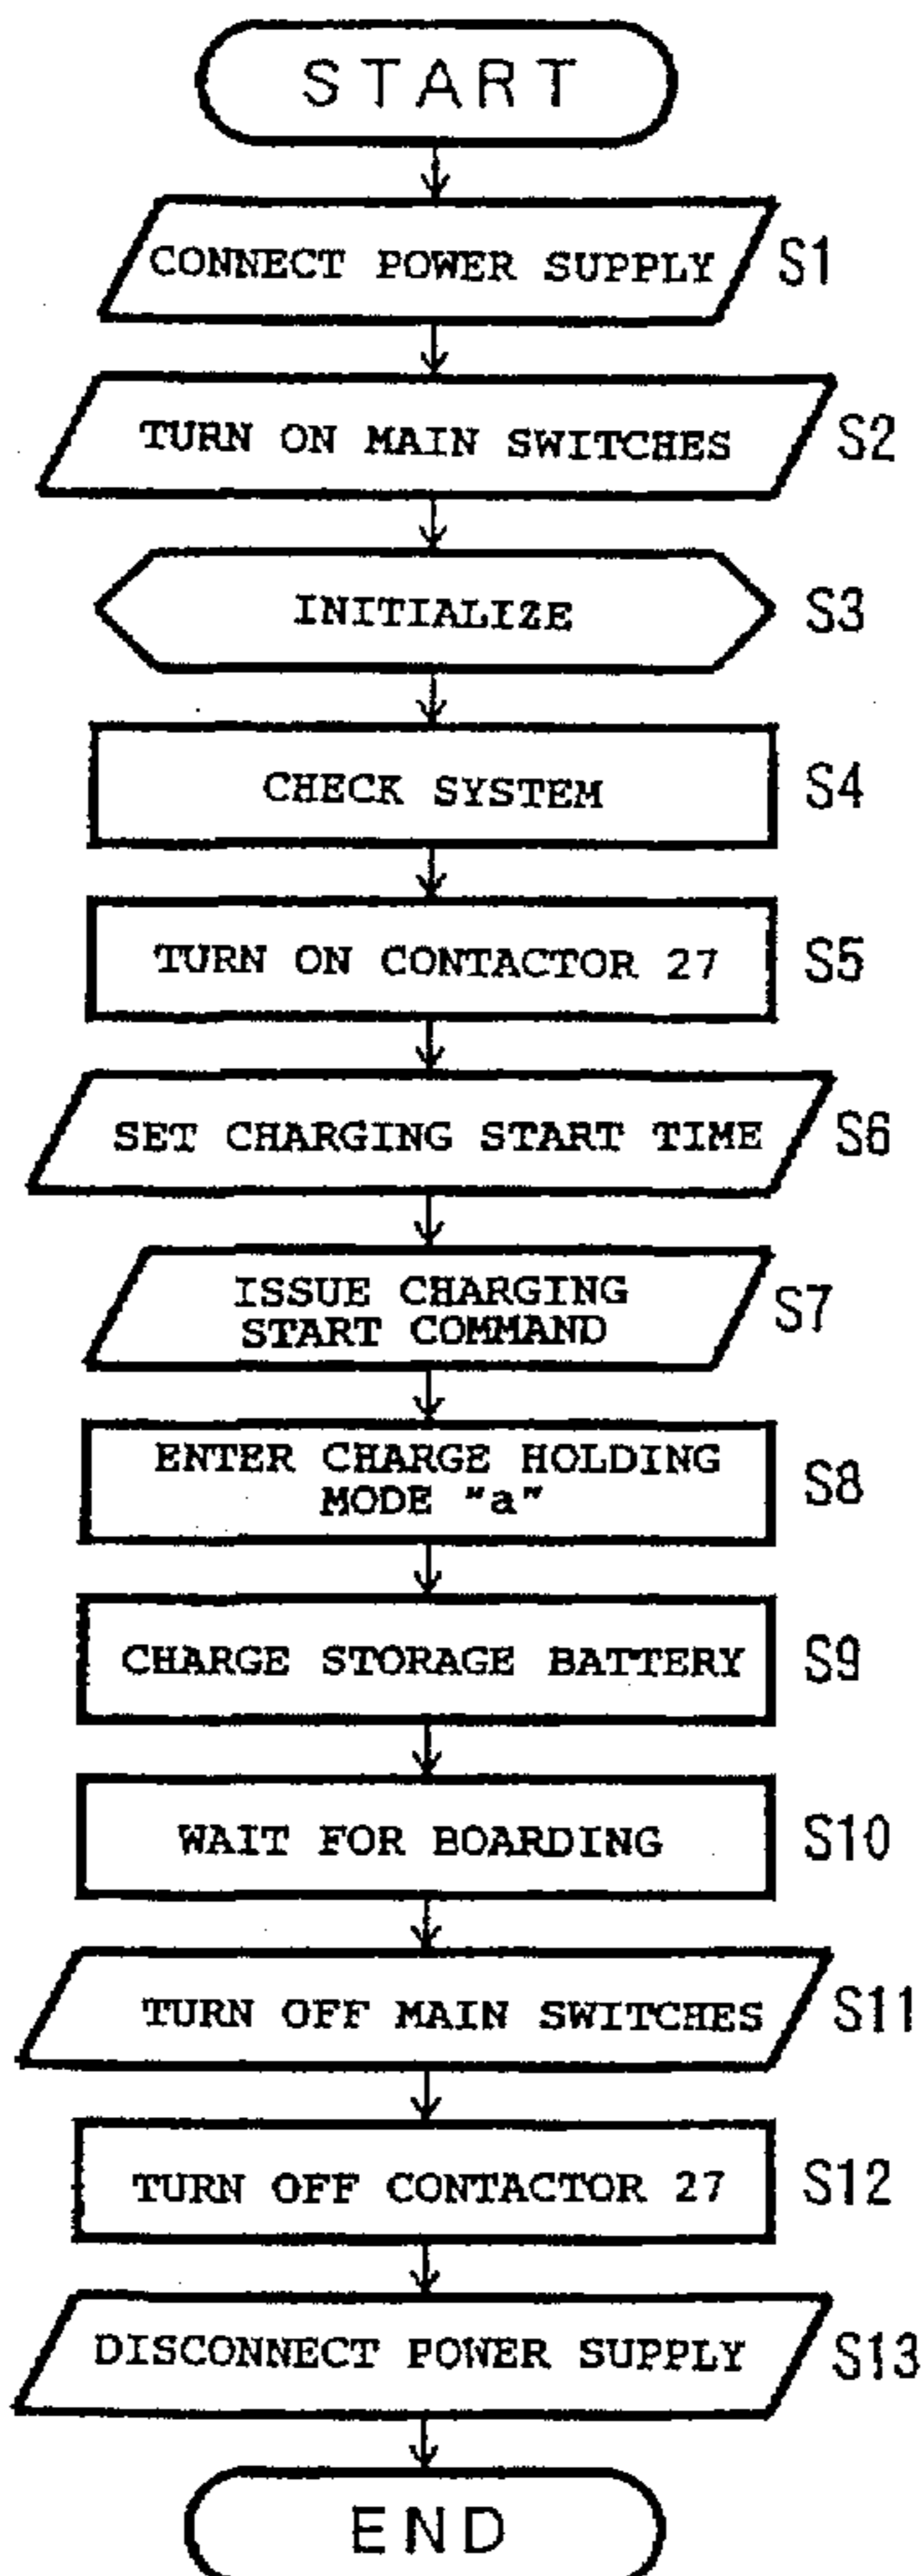 START
CONNECT POWER SUPPLY S1
TURN ON MAIN SWITCHES S2
INITIALIZE S3
CHECK SYSTEM S4
TURN ON CONTACTOR 27 S5
SET CHARGING START TIME S6
ISSUE CHARGING
START COMMAND S7
ENTER CHARGE HOLDING
MODE "a" S8
CHARGE STORAGE BATTERY S9
WAIT FOR BOARDING S10
TURN OFF MAIN SWITCHES S11
TURN OFF CONTACTOR 27 S12
DISCONNECT POWER SUPPLY S13
END